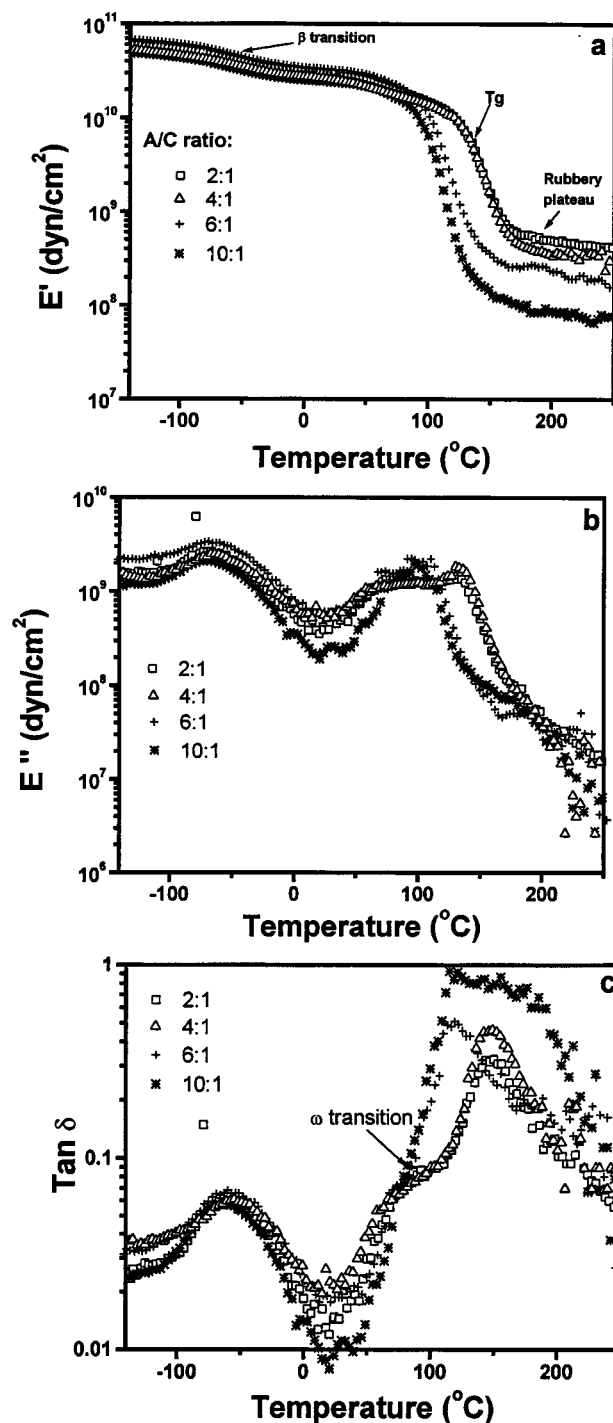 a
10¹¹
β transition
10¹⁰
Tg
A/C ratio:
2:1
4:1
6:1
10:1
Rubbery
plateau
10⁹
10⁸
10⁷
E' (dyn/cm²)
-100 0 100 200
Temperature (°C)
b
10¹⁰
10⁹
10⁸
10⁷
10⁶
E " (dyn/cm²)
2:1
4:1
6:1
10:1
-100 0 100 200
Temperature (°C)
c
1
0.1
0.01
Tan δ
2:1
4:1
6:1
10:1
ω transition
-100 0 100 200
Temperature (°C)